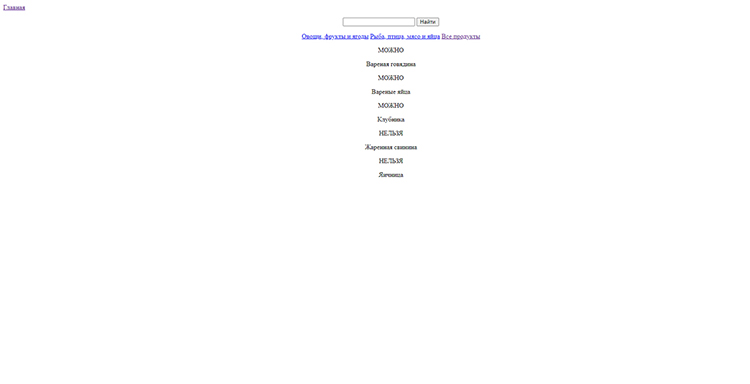 Главная
Найти
Овощи, фрукты и ягоды Рыба, птица, мясо и яйца Все продукты
МОЖНО
Вареная говядина
МОЖНО
Вареные яйца
МОЖНО
Клубника
НЕЛЬЗЯ
Жаренная свинина
НЕЛЬЗЯ
Яичница